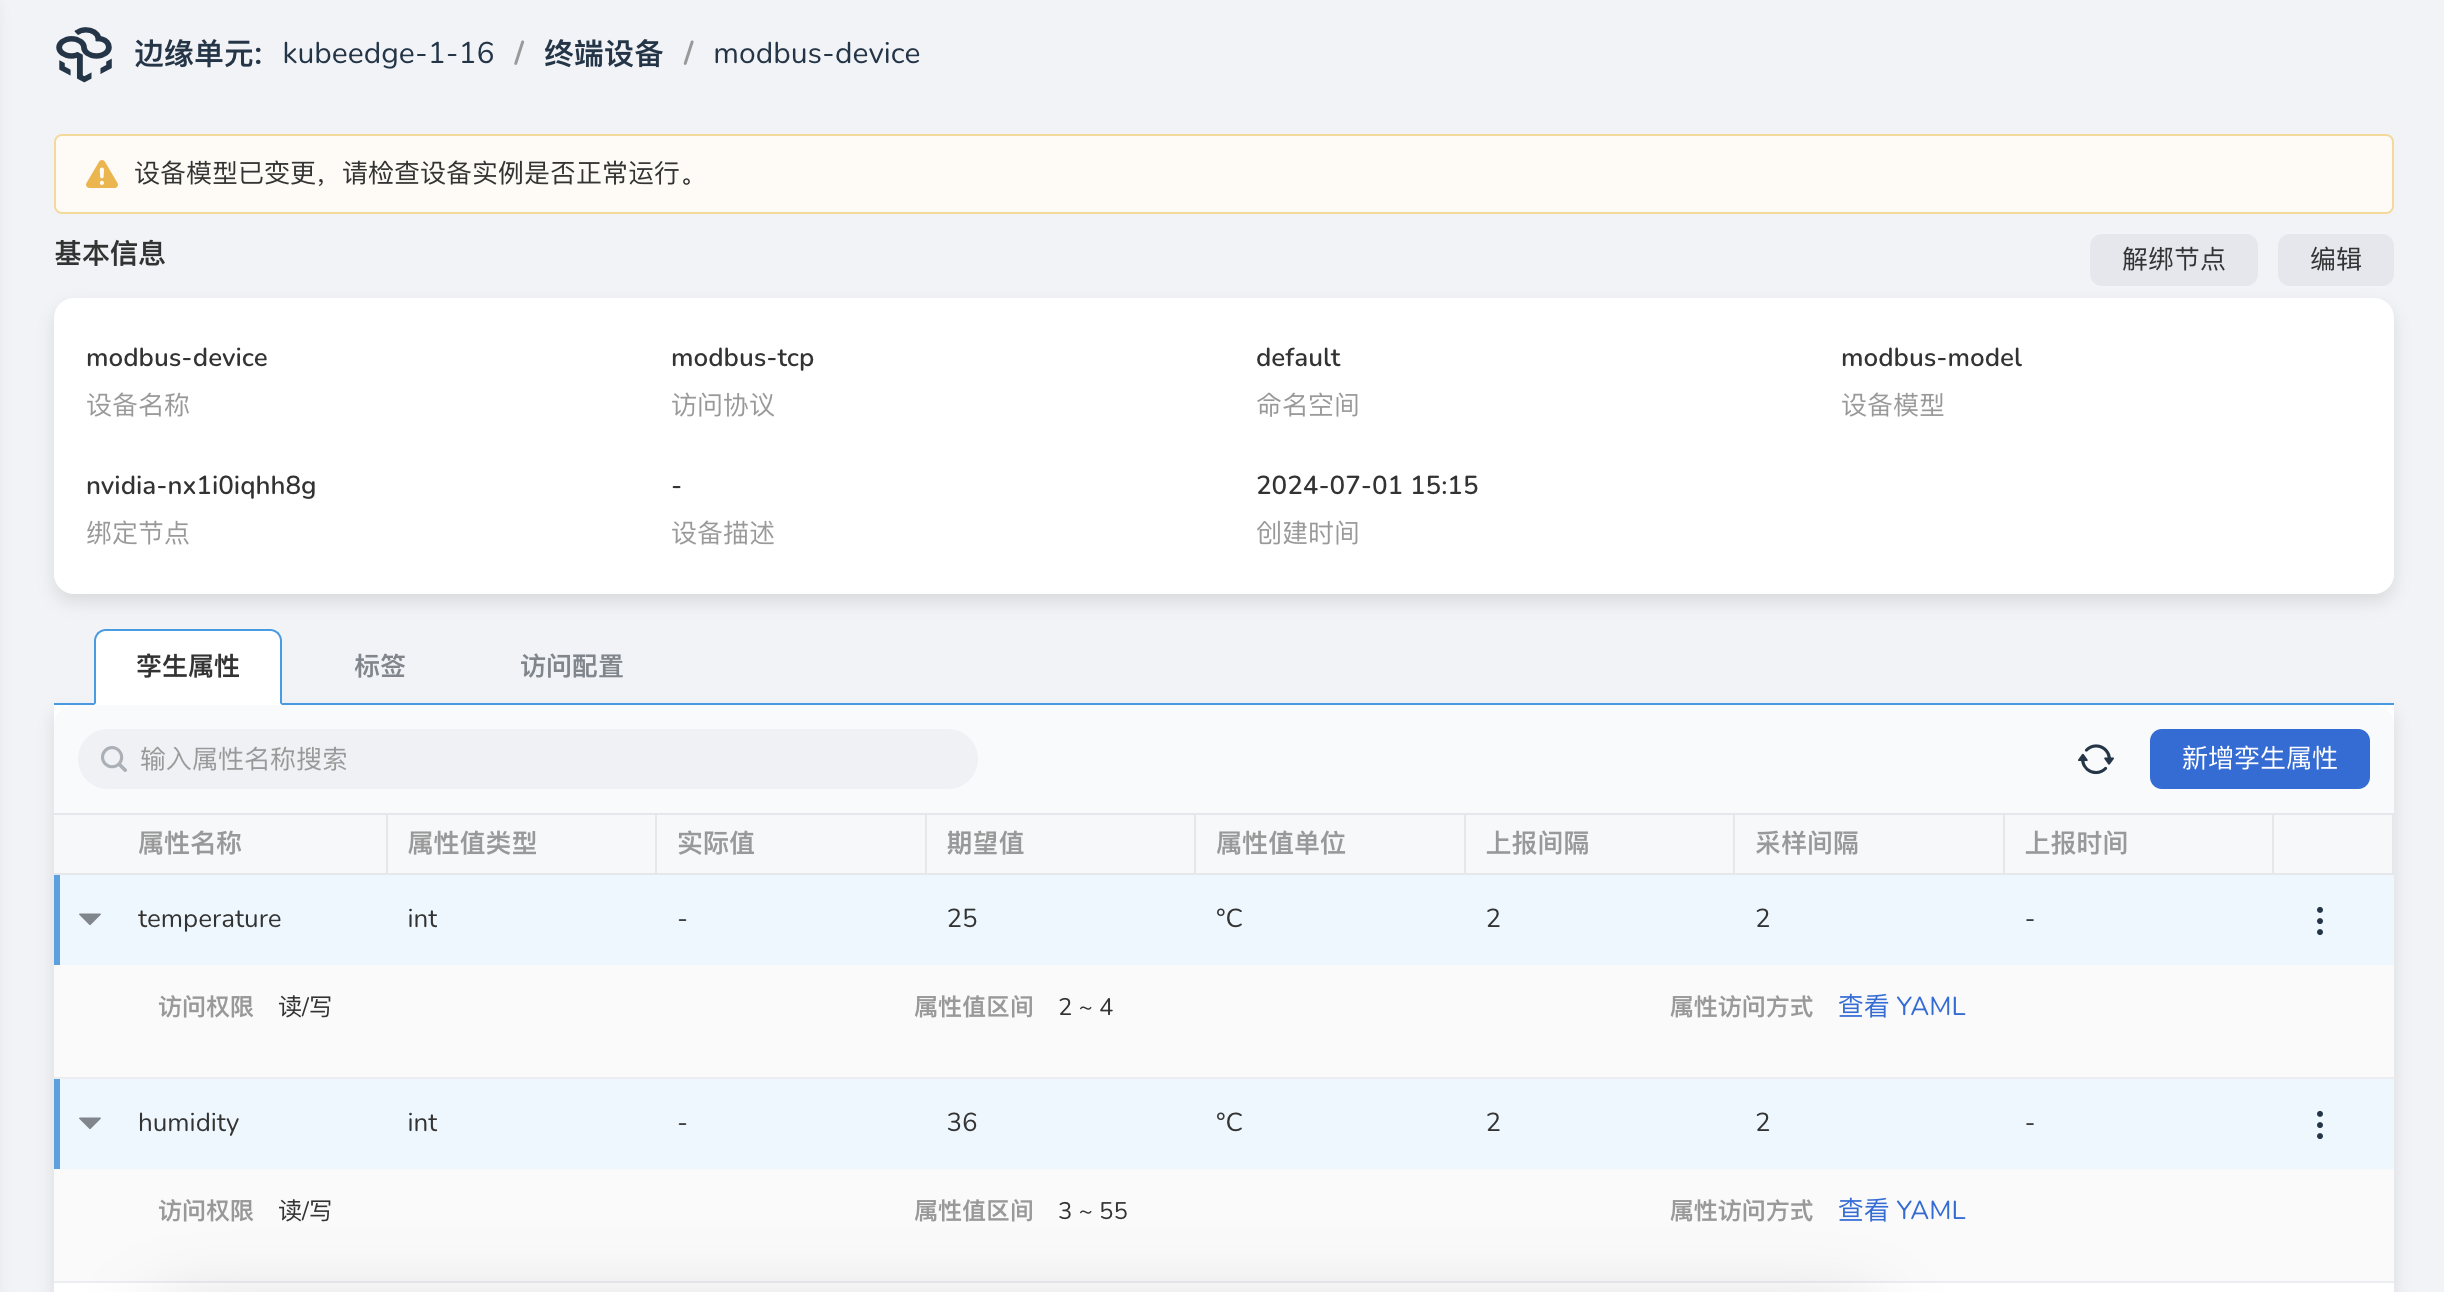 边缘单元: kubeedge-1-16 / 终端设备 / modbus-device
设备模型已变更，请检查设备实例是否正常运行。
基本信息
解绑节点 编辑
modbus-device modbus-tcp default modbus-model
设备名称 访问协议 命名空间 设备模型
nvidia-nx1i0iqhh8g - 2024-07-01 15:15
绑定节点 设备描述 创建时间
孪生属性 标签 访问配置
输入属性名称搜索 新增孪生属性
属性名称 属性值类型 实际值 期望值 属性值单位 上报间隔 采样间隔 上报时间
temperature int - 25 °C 2 2 -
访问权限 读/写 属性值区间 2 ~ 4 属性访问方式 查看 YAML
humidity int - 36 °C 2 2 -
访问权限 读/写 属性值区间 3 ~ 55 属性访问方式 查看 YAML